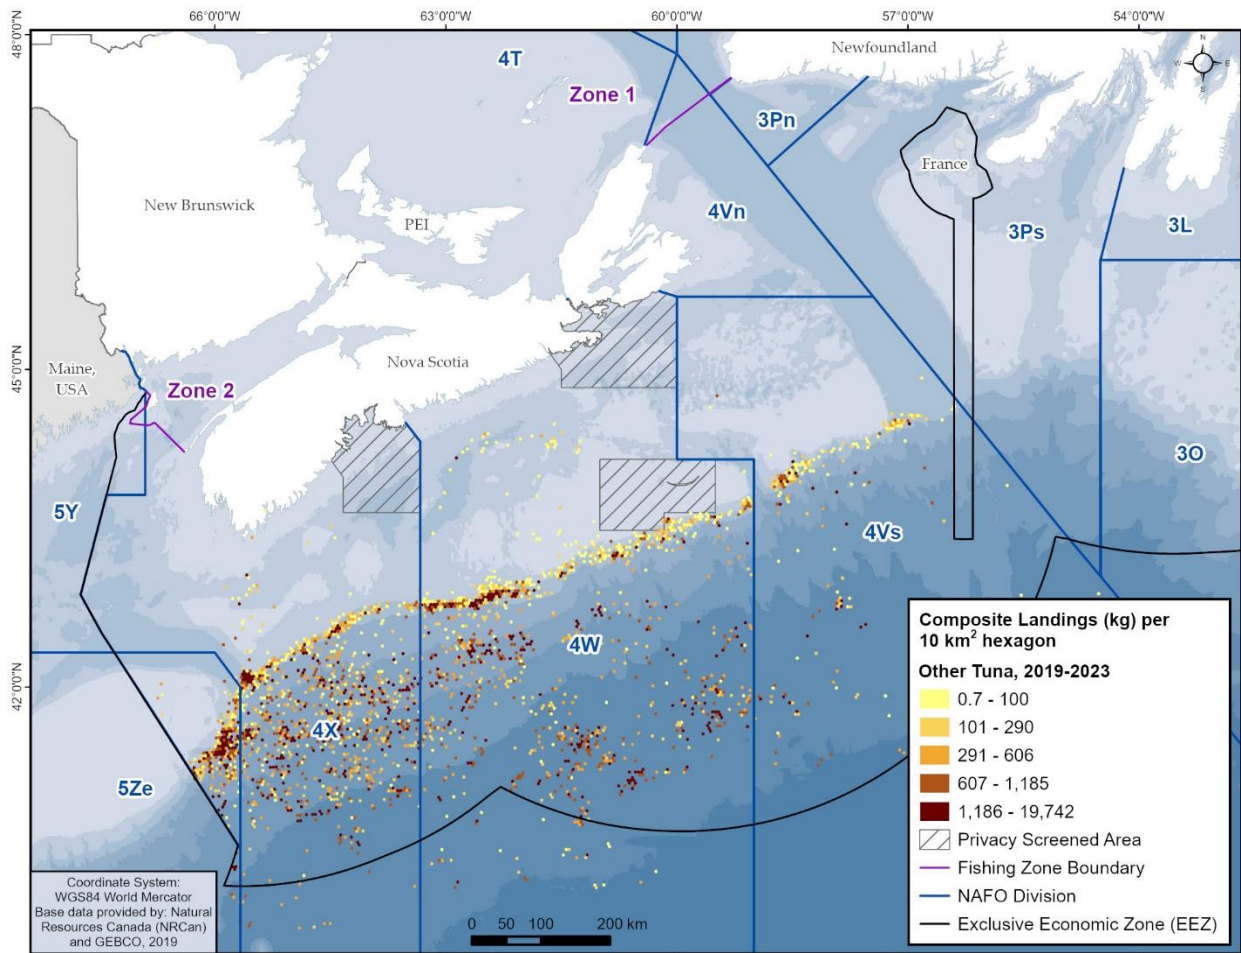 66°0'0"W
63°0'0"W
60°0'0"W
57°0'0"W
54°0'0"W
48°0'0"N
45°0'0"N
42°0'0"N
N
W
E
S
4T
Newfoundland
Zone 1
3Pn
France
New Brunswick
PEI
4Vn
3Ps
3L
Nova Scotia
Maine,
USA
Zone 2
3O
5Y
4Vs
4W
4X
5Ze
Composite Landings (kg) per
10 km² hexagon
Other Tuna, 2019-2023
0.7 - 100
101 - 290
291 - 606
607 - 1,185
1,186 - 19,742
Privacy Screened Area
Fishing Zone Boundary
NAFO Division
Exclusive Economic Zone (EEZ)
Coordinate System:
WGS84 World Mercator
Base data provided by: Natural
Resources Canada (NRCan)
and GEBCO, 2019
0 50 100 200 km